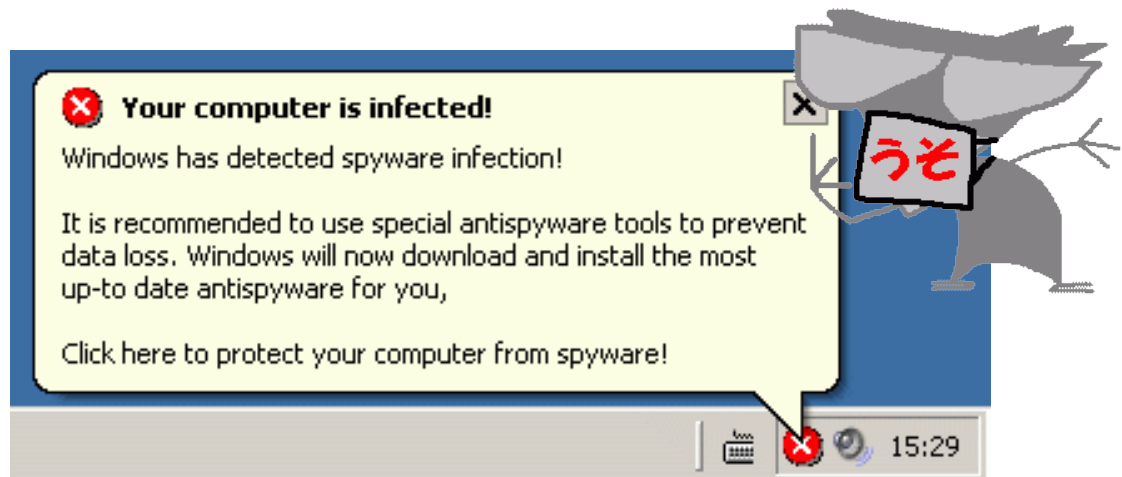 Your computer is infected!
うそ
Windows has detected spyware infection!
It is recommended to use special antispyware tools to prevent
data loss. Windows will now download and install the most
up-to date antispyware for you,
Click here to protect your computer from spyware!
15:29